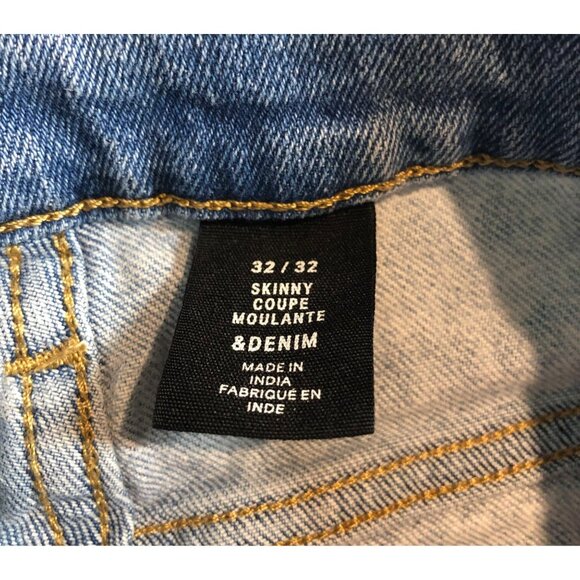 32 / 32
SKINNY
COUPE
MOULANTE
&DENIM
MADE IN
INDIA
FABRIQUÉ EN
INDE